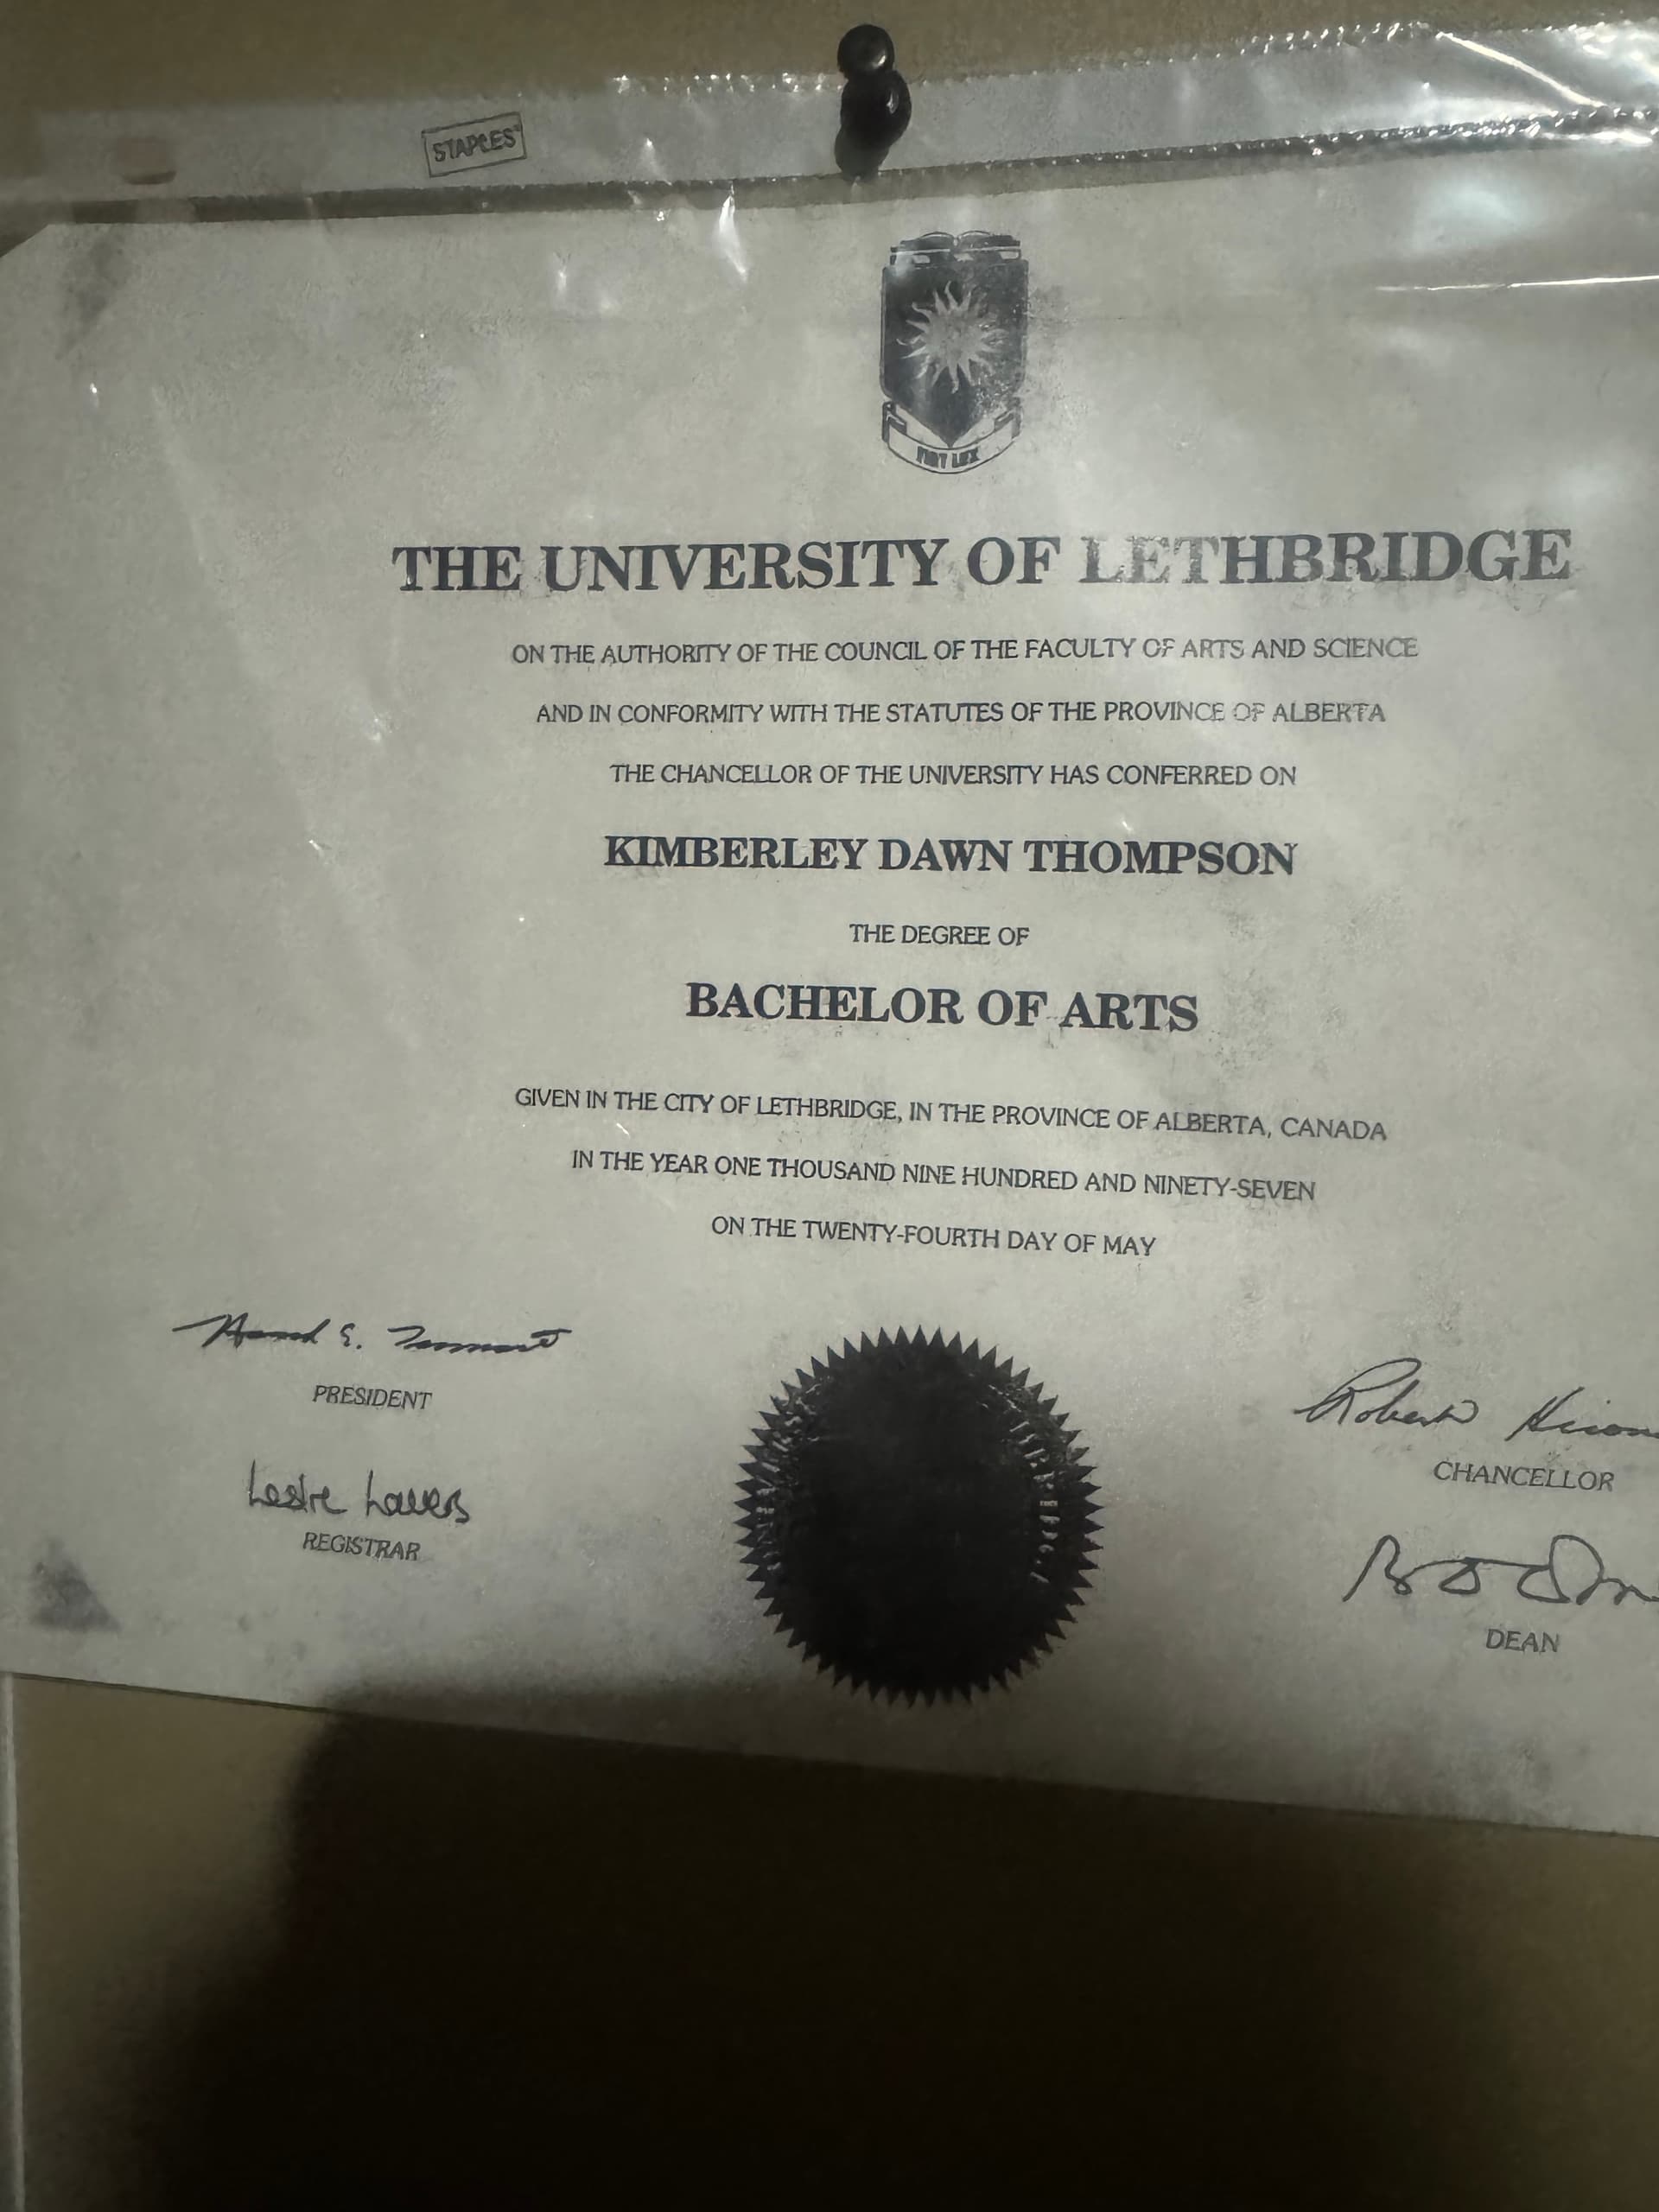 STAPLES
FIAT LUX
THE UNIVERSITY OF LETHBRIDGE
ON THE AUTHORITY OF THE COUNCIL OF THE FACULTY OF ARTS AND SCIENCE
AND IN CONFORMITY WITH THE STATUTES OF THE PROVINCE OF ALBERTA
THE CHANCELLOR OF THE UNIVERSITY HAS CONFERRED ON
KIMBERLEY DAWN THOMPSON
THE DEGREE OF
BACHELOR OF ARTS
GIVEN IN THE CITY OF LETHBRIDGE, IN THE PROVINCE OF ALBERTA, CANADA
IN THE YEAR ONE THOUSAND NINE HUNDRED AND NINETY-SEVEN
ON THE TWENTY-FOURTH DAY OF MAY
PRESIDENT
Leslie Lavers
REGISTRAR
Robert
CHANCELLOR
DEAN